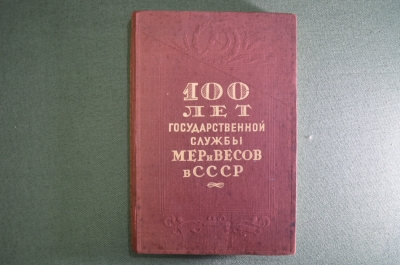 100
ЛЕТ
ГОСУДАРСТВЕННОЙ
СЛУЖБЫ
МЕР и ВЕСОВ
в СССР